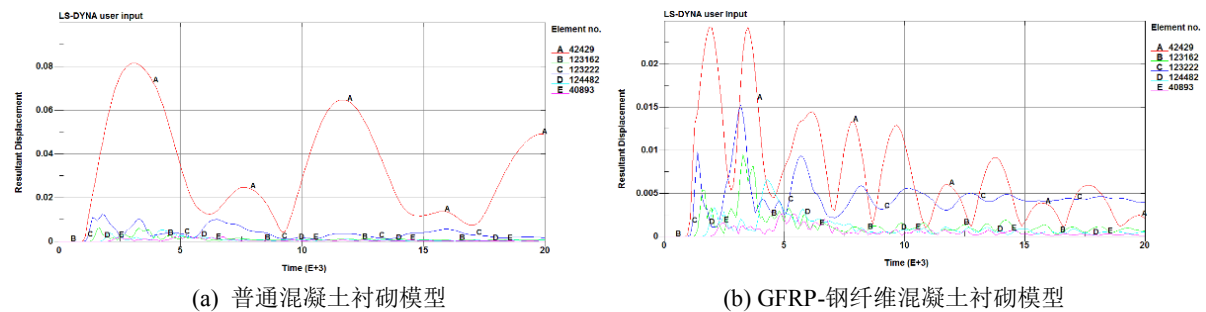 LS-DYNA user input
Element no.
A 42429
B 123162
C 123222
D 124482
E 40893
Resultant Displacement
0.08
0.06
0.04
0.02
0
0 5 10 15 20
Time (E+3)
(a) 普通混凝土衬砌模型
LS-DYNA user input
Element no.
A 42429
B 123162
C 123222
D 124482
E 40893
Resultant Displacement
0.02
0.015
0.01
0.005
0
0 5 10 15 20
Time (E+3)
(b) GFRP-钢纤维混凝土衬砌模型